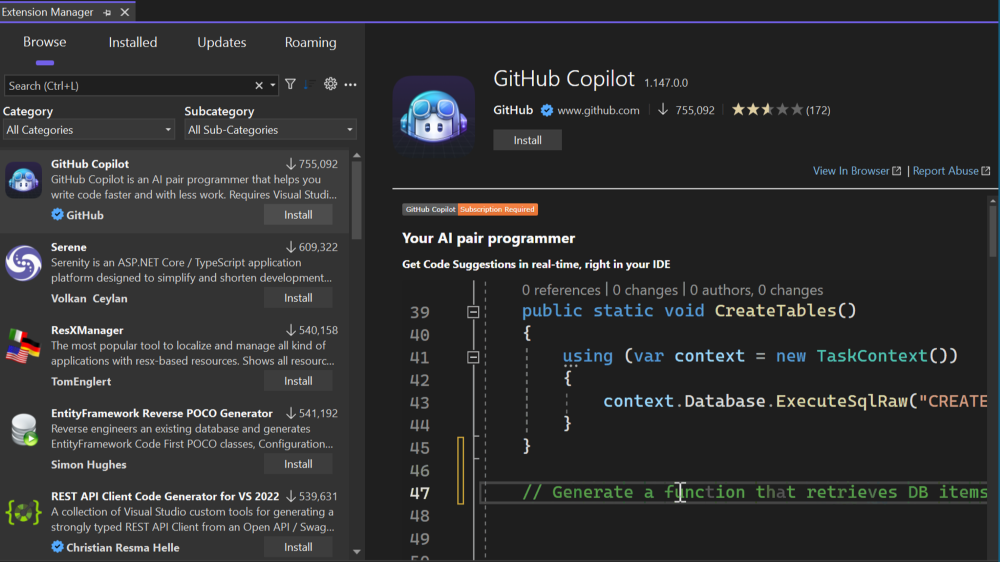 Extension Manager
Browse Installed Updates Roaming
Search (Ctrl+L)
Category Subcategory
All Categories All Sub-Categories
GitHub Copilot 755,092
GitHub Copilot is an AI pair programmer that helps you
write code faster and with less work. Requires Visual Studi...
GitHub Install
Serene 609,322
Serenity is an ASP.NET Core / TypeScript application
platform designed to simplify and shorten development...
Volkan Ceylan Install
ResXManager 540,158
The most popular tool to localize and manage all kind of
applications with resx-based resources. Shows all resourc...
TomEnglert Install
EntityFramework Reverse POCO Generator 541,192
Reverse engineers an existing database and generates
EntityFramework Code First POCO classes, Configuration...
Simon Hughes Install
REST API Client Code Generator for VS 2022 539,631
A collection of Visual Studio custom tools for generating a
strongly typed REST API Client from an Open API / Swag...
Christian Resma Helle Install
GitHub Copilot 1.147.0.0
GitHub www.github.com 755,092 (172)
Install
View In Browser | Report Abuse
GitHub Copilot Subscription Required
Your AI pair programmer
Get Code Suggestions in real-time, right in your IDE
0 references | 0 changes | 0 authors, 0 changes
39 public static void CreateTables()
40 {
41 using (var context = new TaskContext())
42 {
43 context.Database.ExecuteSqlRaw("CREATE
44 }
45 }
46
47 // Generate a function that retrieves DB items
48
49